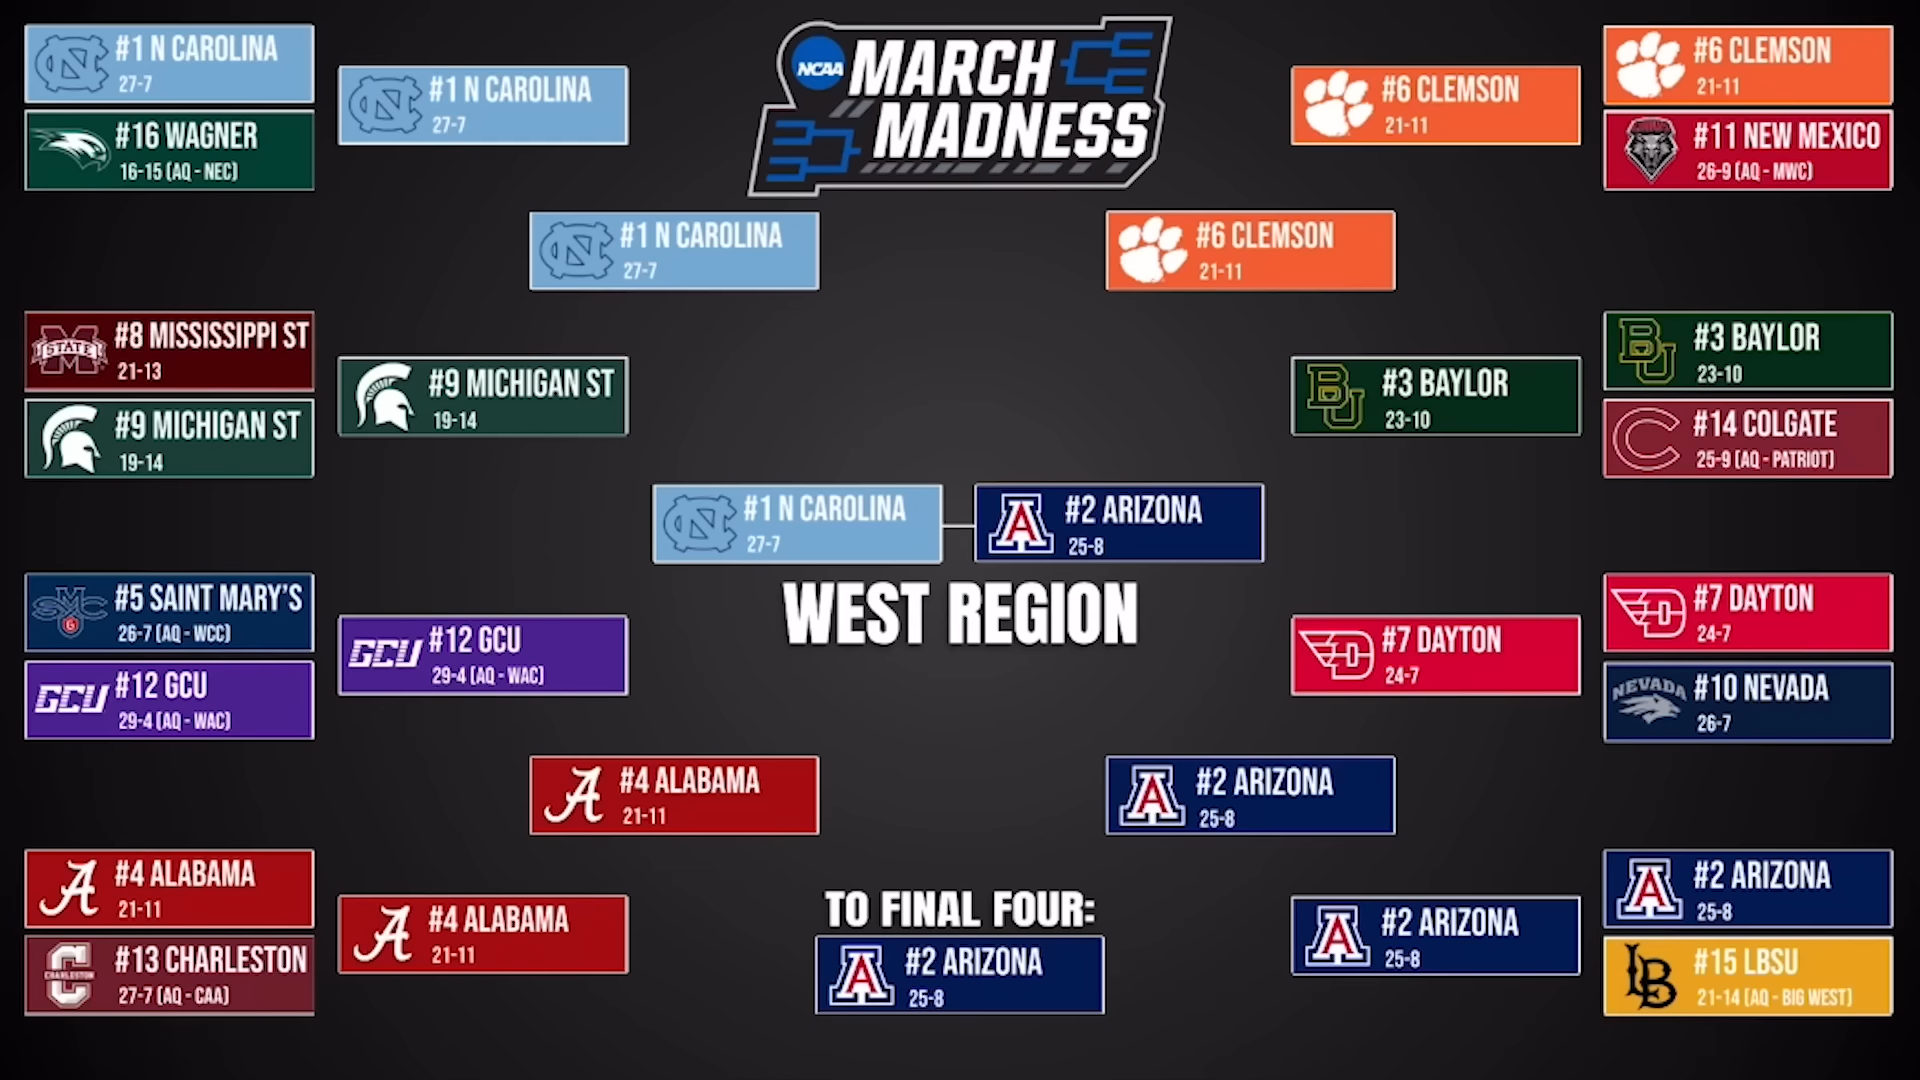 #1 N CAROLINA
27-7
#16 WAGNER
16-15 (AQ - NEC)
#1 N CAROLINA
27-7
NCAA
MARCH
MADNESS
#6 CLEMSON
21-11
#6 CLEMSON
21-11
#11 NEW MEXICO
26-9 (AQ - MWC)
#1 N CAROLINA
27-7
#6 CLEMSON
21-11
STATE
#8 MISSISSIPPI ST
21-13
#9 MICHIGAN ST
19-14
#9 MICHIGAN ST
19-14
#3 BAYLOR
23-10
#3 BAYLOR
23-10
#14 COLGATE
25-9 (AQ - PATRIOT)
#1 N CAROLINA
27-7
#2 ARIZONA
25-8
WEST REGION
#5 SAINT MARY'S
26-7 (AQ - WCC)
GCU
#12 GCU
29-4 (AQ - WAC)
GCU
#12 GCU
29-4 (AQ - WAC)
#7 DAYTON
24-7
#7 DAYTON
24-7
NEVADA
#10 NEVADA
26-7
#4 ALABAMA
21-11
#2 ARIZONA
25-8
#4 ALABAMA
21-11
CHARLESTON
#13 CHARLESTON
27-7 (AQ - CAA)
#4 ALABAMA
21-11
TO FINAL FOUR:
#2 ARIZONA
25-8
#2 ARIZONA
25-8
#2 ARIZONA
25-8
#15 LBSU
21-14 (AQ - BIG WEST)